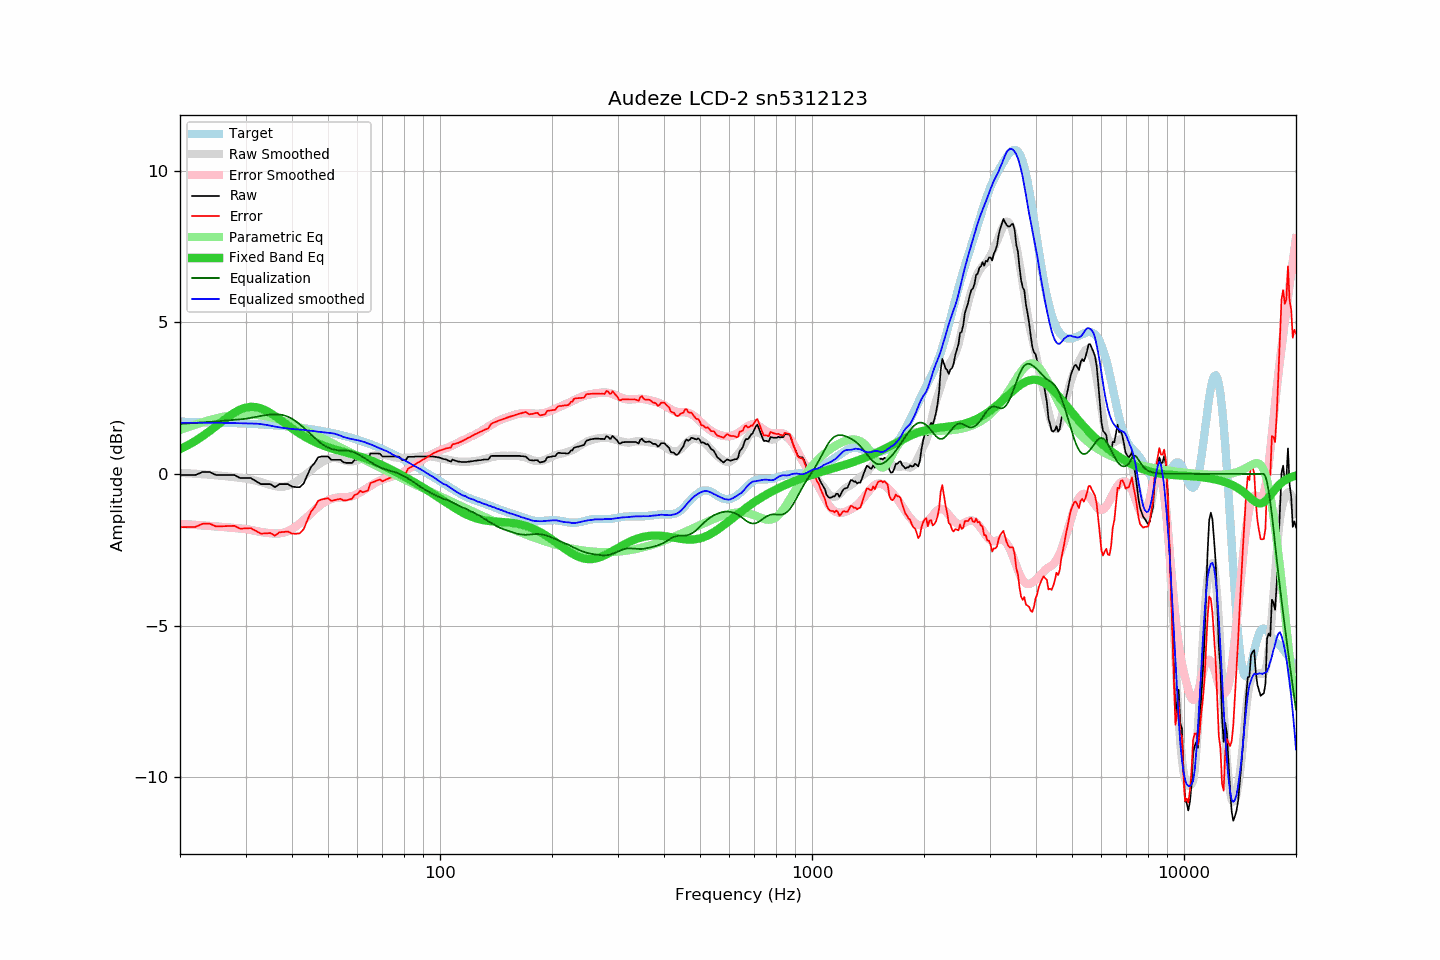 Audeze LCD-2 sn5312123
Target
Raw Smoothed
Error Smoothed
Raw
Error
Parametric Eq
Fixed Band Eq
Equalization
Equalized smoothed
10
5
0
−5
−10
Amplitude (dBr)
100
1000
10000
Frequency (Hz)